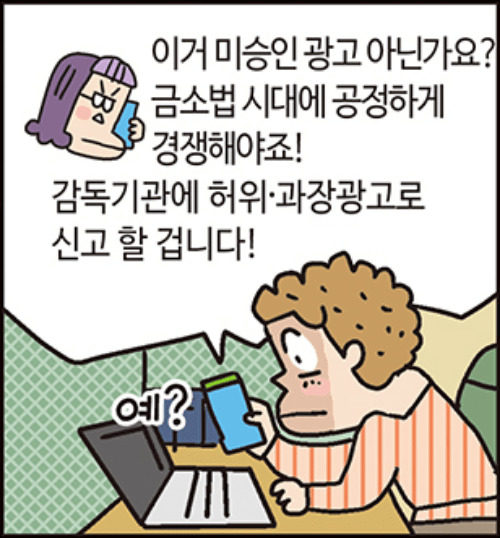 이거 미승인 광고 아닌가요?
금소법 시대에 공정하게
경쟁해야죠!
감독기관에 허위·과장광고로
신고 할 겁니다!
예?